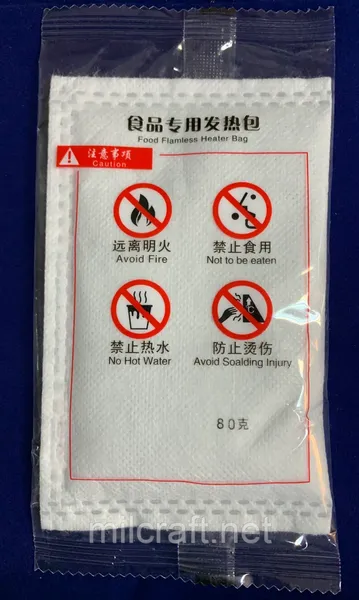 食品专用发热包
Food Flamless Heater Bag
注意事项
Caution
远离明火
Avoid Fire
禁止食用
Not to be eaten
禁止热水
No Hot Water
防止烫伤
Avoid Soalding Injury
80克
milcraft.net